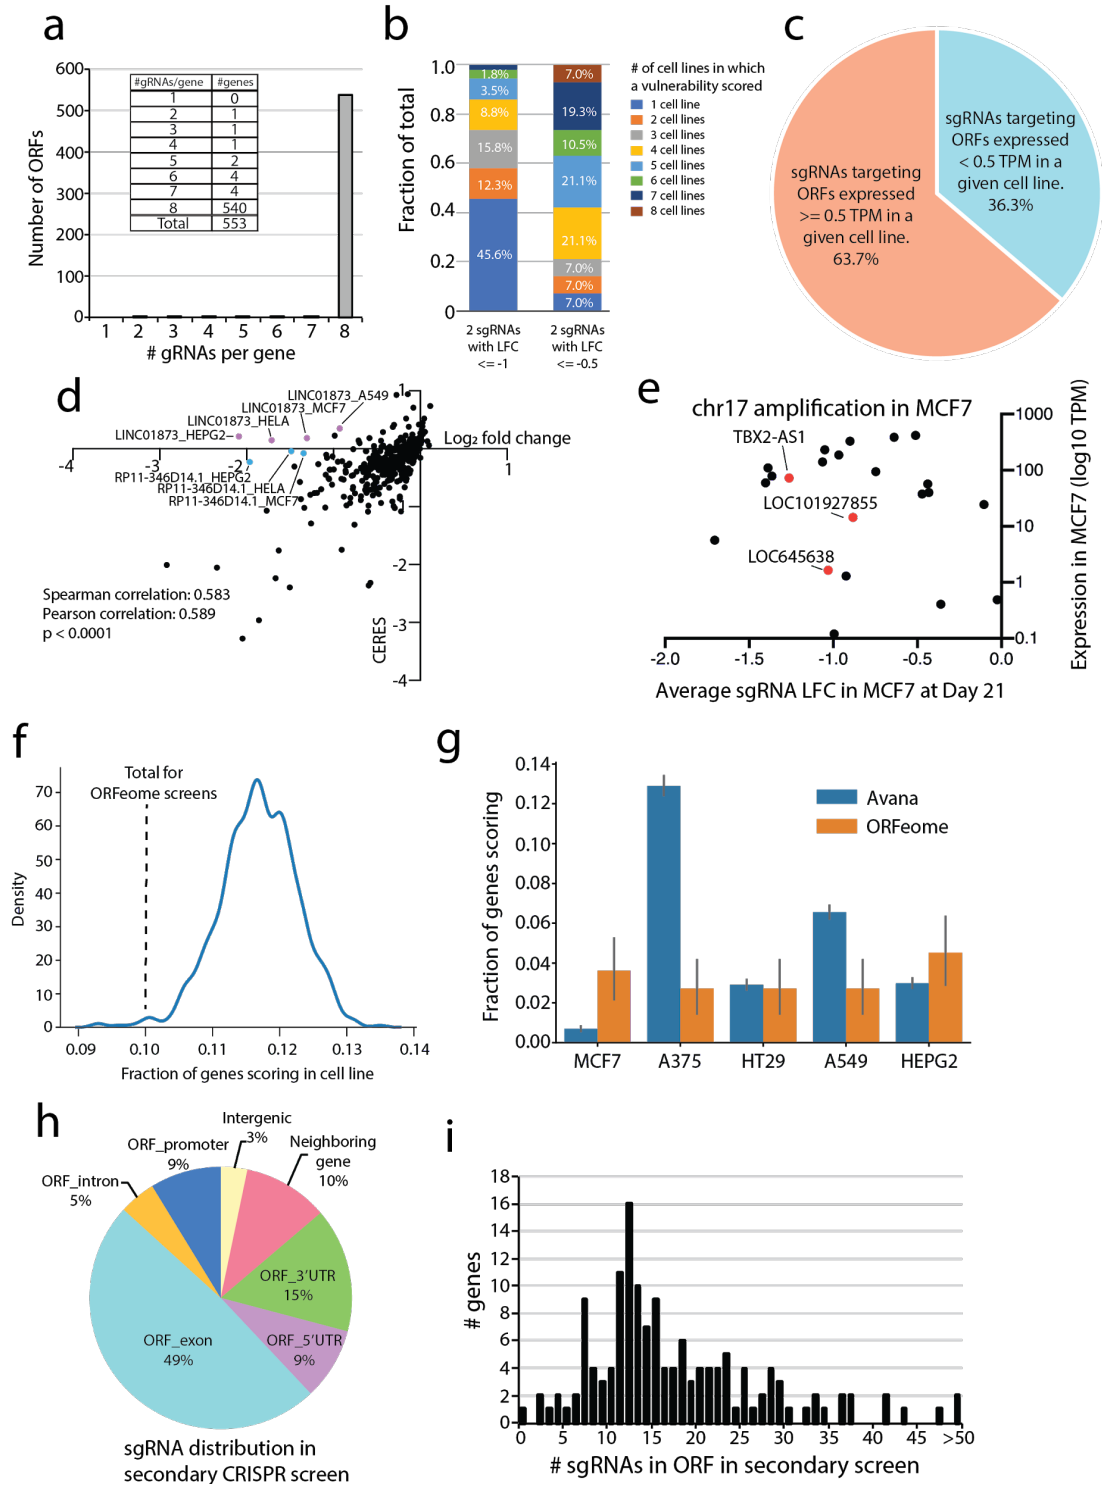 a
600
500
400
300
200
100
0
Number of ORFs
#gRNAs/gene #genes
1 0
2 1
3 1
4 1
5 2
6 4
7 4
8 540
Total 553
1 2 3 4 5 6 7 8
# gRNAs per gene
b
1.0
0.8
0.6
0.4
0.2
0
Fraction of total
1.8%
3.5%
8.8%
15.8%
12.3%
45.6%
7.0%
19.3%
10.5%
21.1%
21.1%
7.0%
7.0%
7.0%
2 sgRNAs
with LFC
<= -1
2 sgRNAs
with LFC
<= -0.5
# of cell lines in which
a vulnerability scored
1 cell line
2 cell lines
3 cell lines
4 cell lines
5 cell lines
6 cell lines
7 cell lines
8 cell lines
c
sgRNAs targeting
ORFs expressed
< 0.5 TPM in a
given cell line.
36.3%
sgRNAs targeting
ORFs expressed
>= 0.5 TPM in a
given cell line.
63.7%
d
LINC01873_A549
LINC01873_MCF7
LINC01873_HELA
LINC01873_HEPG2
RP11-346D14.1_HEPG2
RP11-346D14.1_HELA
RP11-346D14.1_MCF7
Log₂ fold change
-4 -3 -2 1
1
-1
-2
-3
-4
CERES
Spearman correlation: 0.583
Pearson correlation: 0.589
p < 0.0001
e
chr17 amplification in MCF7
TBX2-AS1
LOC101927855
LOC645638
1000
100
10
1
0.1
Expression in MCF7 (log10 TPM)
-2.0 -1.5 -1.0 -0.5 0.0
Average sgRNA LFC in MCF7 at Day 21
f
Total for
ORFeome screens
70
60
50
40
30
20
10
0
Density
0.09 0.10 0.11 0.12 0.13 0.14
Fraction of genes scoring in cell line
g
0.14
0.12
0.10
0.08
0.06
0.04
0.02
0.00
Fraction of genes scoring
Avana
ORFeome
MCF7 A375 HT29 A549 HEPG2
h
Intergenic
3%
Neighboring
gene
10%
ORF_promoter
9%
ORF_intron
5%
ORF_3'UTR
15%
ORF_5'UTR
9%
ORF_exon
49%
sgRNA distribution in
secondary CRISPR screen
i
18
16
14
12
10
8
6
4
2
0
# genes
0 5 10 15 20 25 30 35 40 45 >50
# sgRNAs in ORF in secondary screen